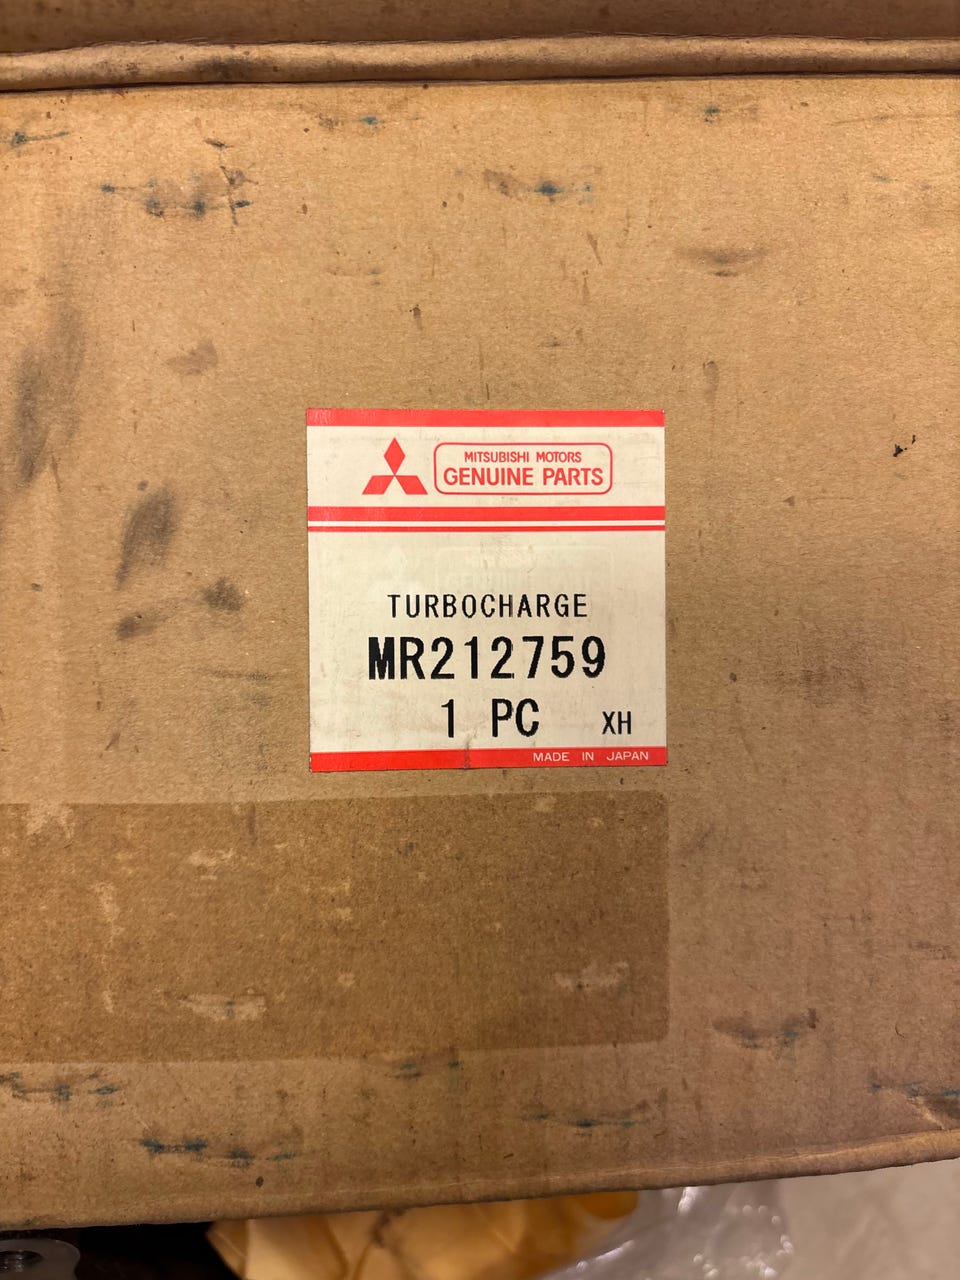 MITSUBISHI MOTORS
GENUINE PARTS
TURBOCHARGE
MR212759
1 PC XH
MADE IN JAPAN